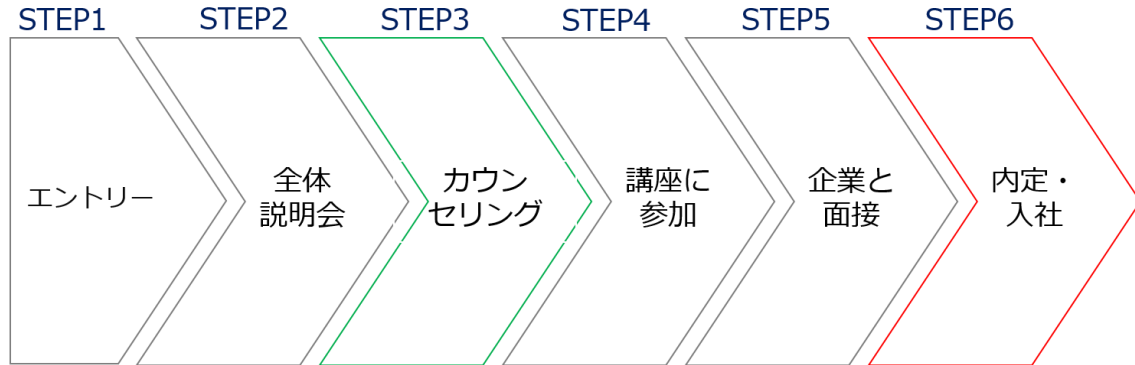 STEP1
STEP2
STEP3
STEP4
STEP5
STEP6
エントリー
全体
説明会
カウン
セリング
講座に
参加
企業と
面接
内定・
入社